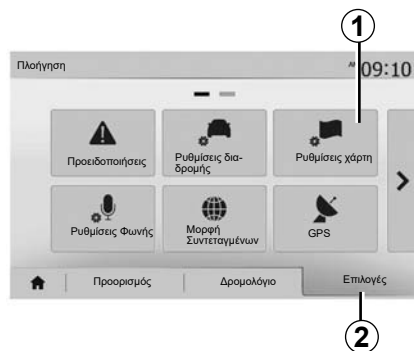 1
Πλοήγηση
09:10
Προειδοποιήσεις
Ρυθμίσεις δια-
δρομής
Ρυθμίσεις χάρτη
Ρυθμίσεις Φωνής
Μορφή
Συντεταγμένων
GPS
Προορισμός
Δρομολόγιο
Επιλογές
2